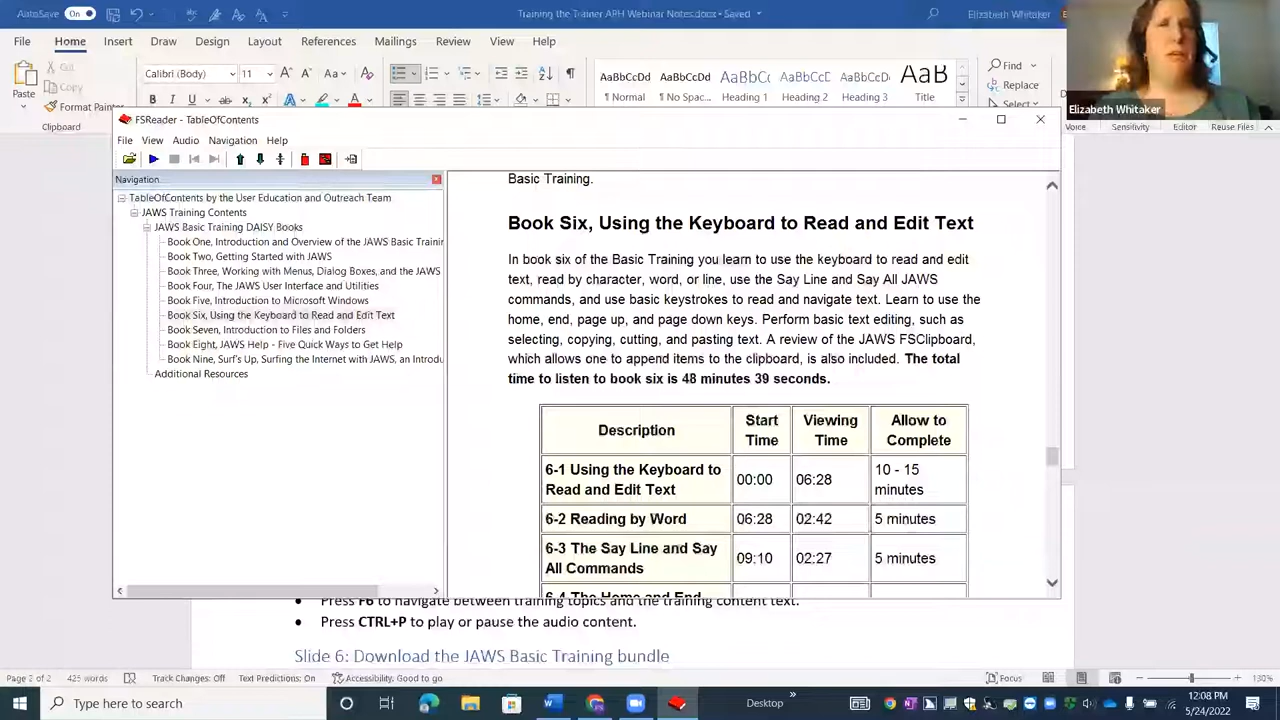 AutoSave On Training the Trainer APH Webinar Notes.docx - Saved Elizabeth Whitaker
File Home Insert Draw Design Layout References Mailings Review View Help
Paste Cut Copy Format Painter
Clipboard
Calibri (Body) 11
AaBbCcDd AaBbCcDd AaBbCc AaBbCcDd AaBbCcD AaB
¶ Normal ¶ No Spac... Heading 1 Heading 2 Heading 3 Title
Find
Replace
Select
Voice Sensitivity Editor Reuse Files
Elizabeth Whitaker
FSReader - TableOfContents
File View Audio Navigation Help
Navigation
TableOfContents by the User Education and Outreach Team
JAWS Training Contents
JAWS Basic Training DAISY Books
Book One, Introduction and Overview of the JAWS Basic Trainin
Book Two, Getting Started with JAWS
Book Three, Working with Menus, Dialog Boxes, and the JAWS
Book Four, The JAWS User Interface and Utilities
Book Five, Introduction to Microsoft Windows
Book Six, Using the Keyboard to Read and Edit Text
Book Seven, Introduction to Files and Folders
Book Eight, JAWS Help - Five Quick Ways to Get Help
Book Nine, Surf's Up, Surfing the Internet with JAWS, an Introdu
Additional Resources
Basic Training.
Book Six, Using the Keyboard to Read and Edit Text
In book six of the Basic Training you learn to use the keyboard to read and edit
text, read by character, word, or line, use the Say Line and Say All JAWS
commands, and use basic keystrokes to read and navigate text. Learn to use the
home, end, page up, and page down keys. Perform basic text editing, such as
selecting, copying, cutting, and pasting text. A review of the JAWS FSClipboard,
which allows one to append items to the clipboard, is also included. The total
time to listen to book six is 48 minutes 39 seconds.
Description Start Time Viewing Time Allow to Complete
6-1 Using the Keyboard to Read and Edit Text 00:00 06:28 10 - 15 minutes
6-2 Reading by Word 06:28 02:42 5 minutes
6-3 The Say Line and Say All Commands 09:10 02:27 5 minutes
6-4 The Home and End
• Press F6 to navigate between training topics and the training content text.
• Press CTRL+P to play or pause the audio content.
Slide 6: Download the JAWS Basic Training bundle
Page 2 of 2 425 words Track Changes: Off Text Predictions: On Accessibility: Good to go Focus 130%
Type here to search Desktop 12:08 PM
5/24/2022